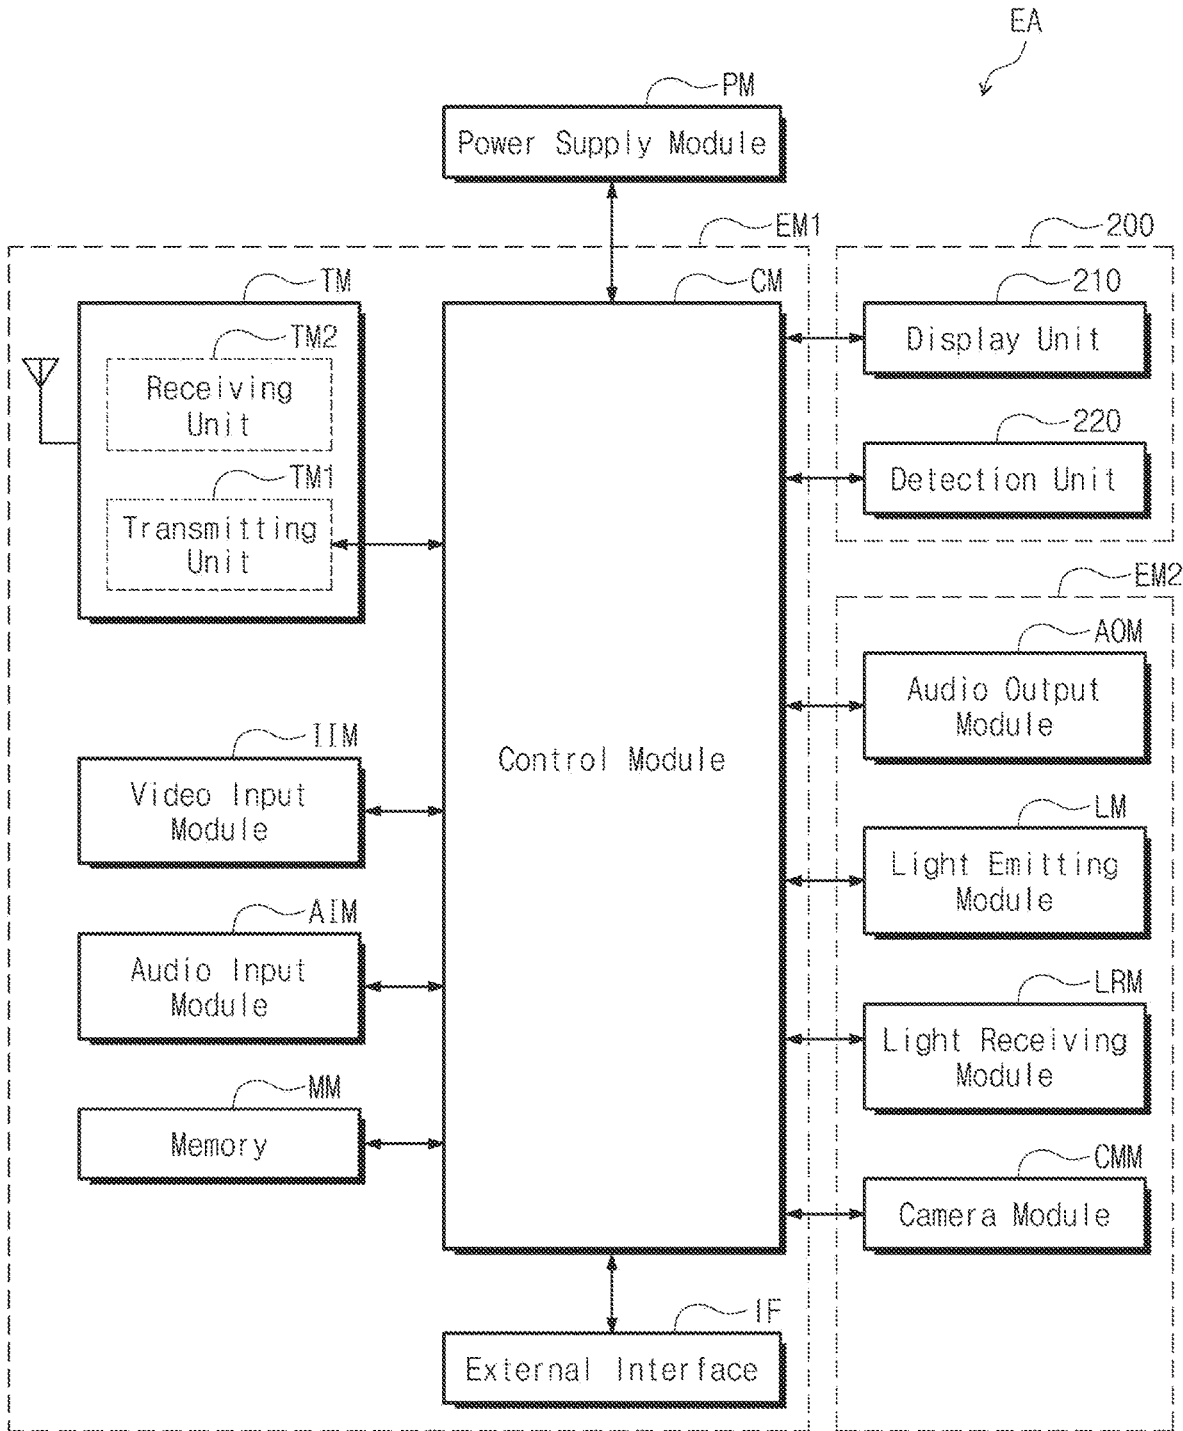 EA
PM
Power Supply Module
EM1
200
TM
CM
210
TM2
Display Unit
Receiving
Unit
220
TM1
Detection Unit
Transmitting
Unit
EM2
AOM
Audio Output
Module
IIM
Control Module
Video Input
Module
LM
Light Emitting
Module
AIM
Audio Input
Module
LRM
Light Receiving
Module
MM
Memory
CMM
Camera Module
IF
External Interface